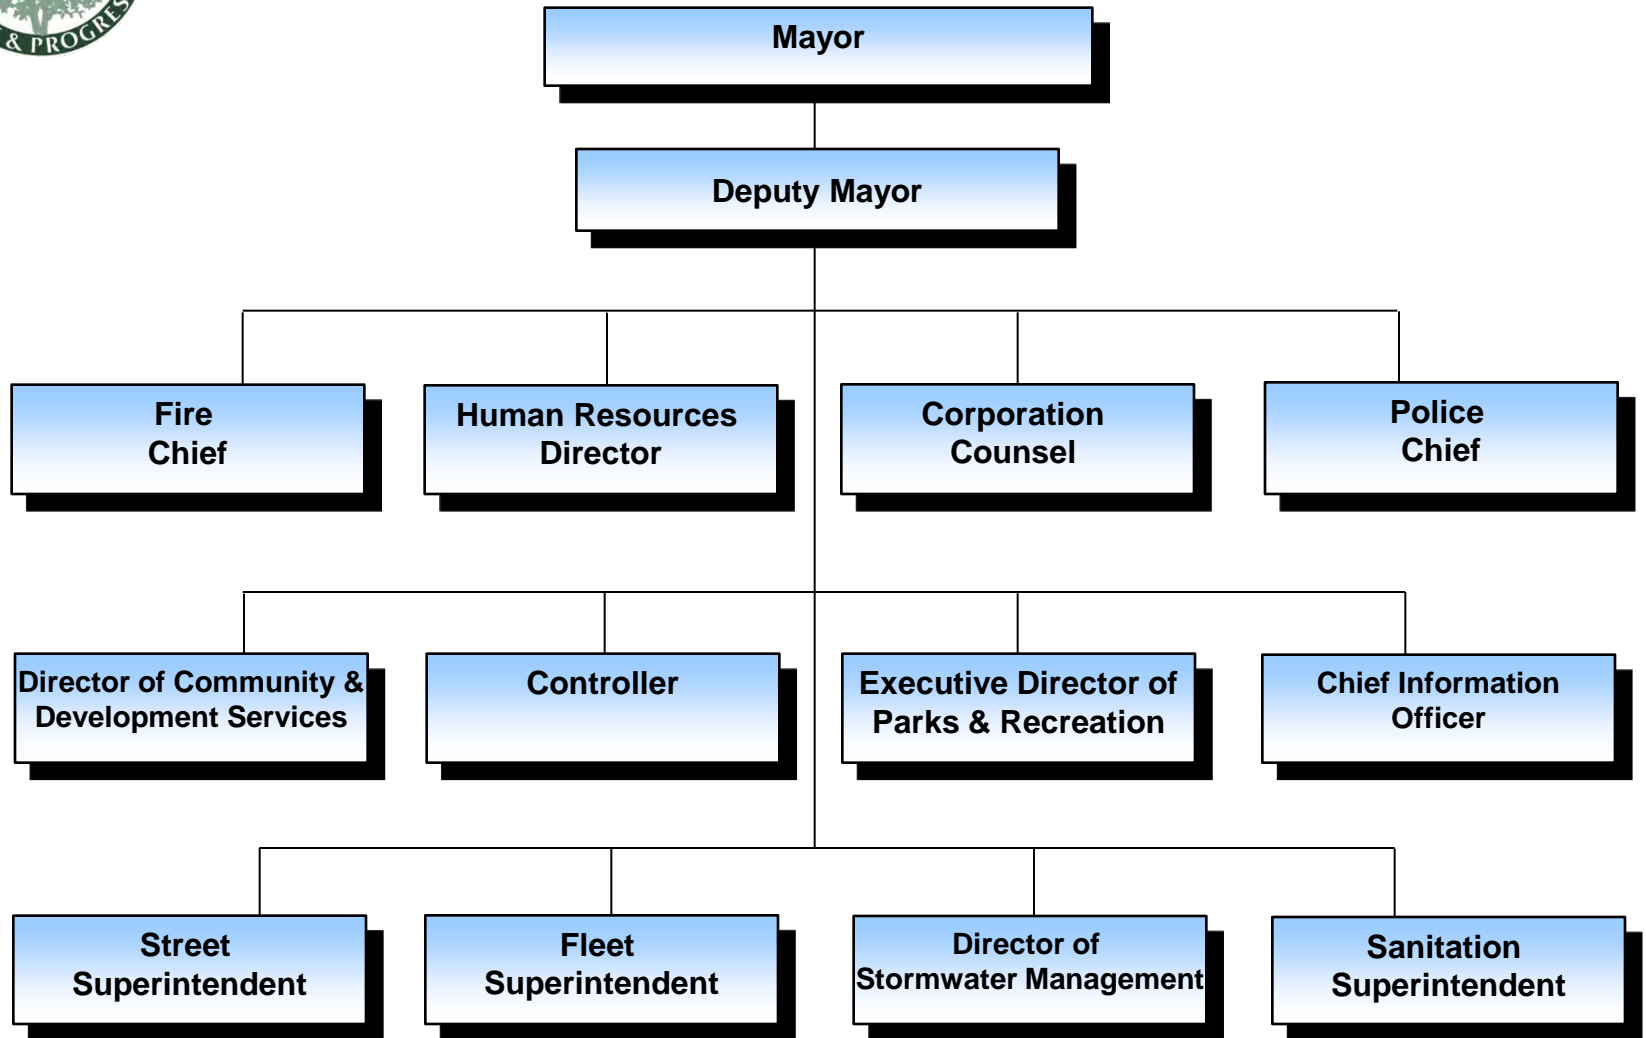 & PROGRES
Mayor
Deputy Mayor
Fire
Chief
Human Resources
Director
Corporation
Counsel
Police
Chief
Director of Community &
Development Services
Controller
Executive Director of
Parks & Recreation
Chief Information
Officer
Street
Superintendent
Fleet
Superintendent
Director of
Stormwater Management
Sanitation
Superintendent